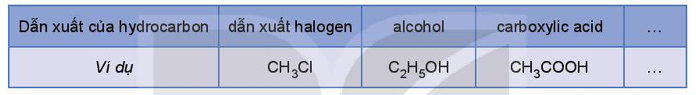 Dẫn xuất của hydrocarbon dẫn xuất halogen alcohol carboxylic acid ...
Ví dụ CH₃Cl C₂H₅OH CH₃COOH ...